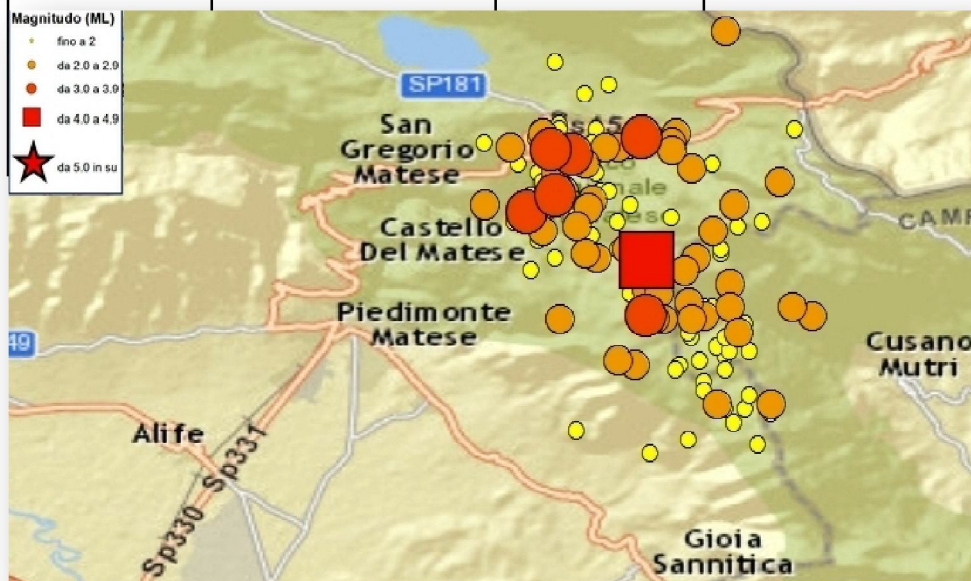 Magnitudo (ML)
fino a 2
da 2.0 a 2.9
da 3.0 a 3.9
da 4.0 a 4.9
da 5.0 in su
SP181
San
Gregorio
Matese
Castello
Del Matese
Piedimonte
Matese
49
CAMP
Cusano
Mutri
Alife
Sp331
Sp330
Gioia
Sannitica